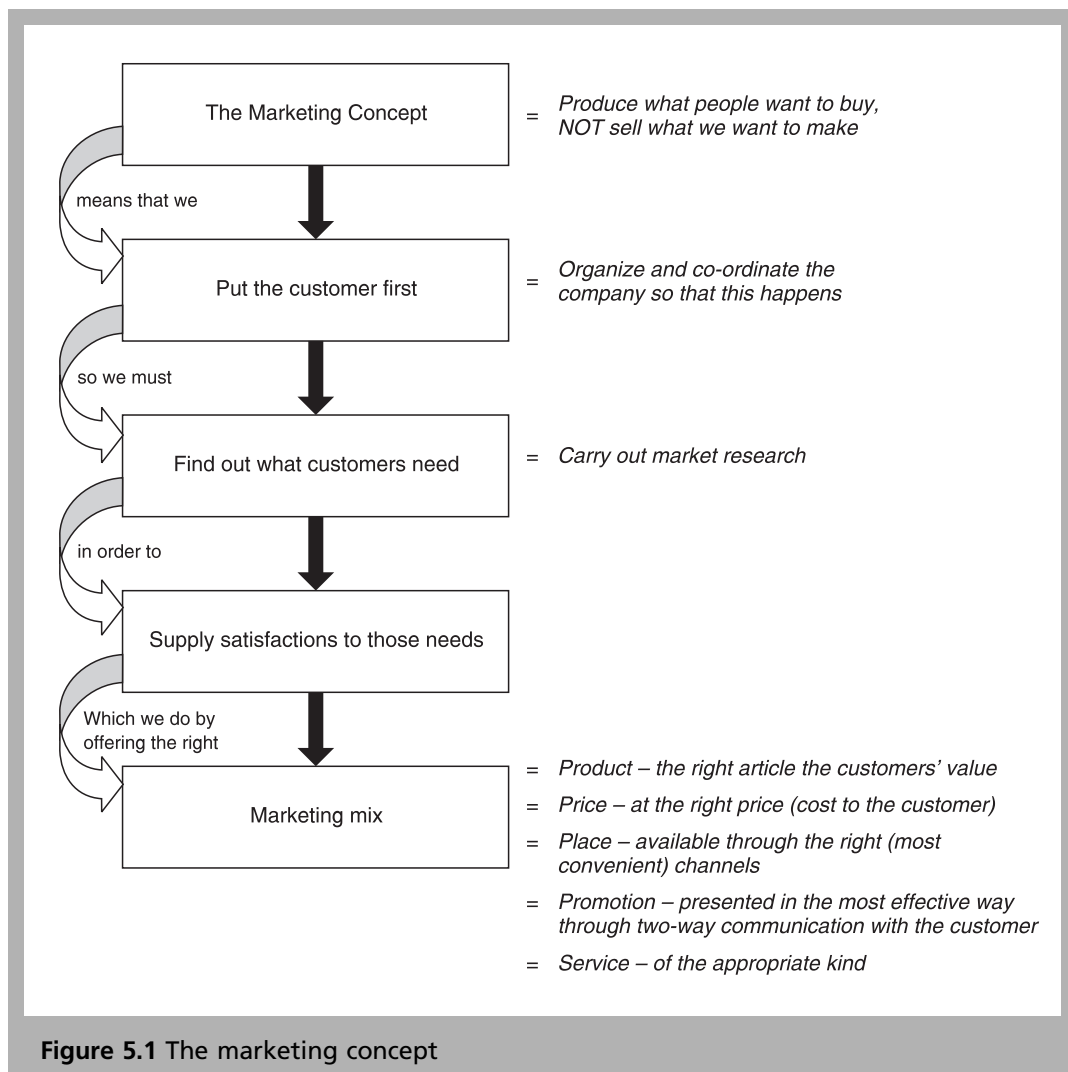 The Marketing Concept
= Produce what people want to buy,
NOT sell what we want to make
means that we
Put the customer first
= Organize and co-ordinate the
company so that this happens
so we must
Find out what customers need
= Carry out market research
in order to
Supply satisfactions to those needs
Which we do by
offering the right
Marketing mix
= Product – the right article the customers’ value
= Price – at the right price (cost to the customer)
= Place – available through the right (most
convenient) channels
= Promotion – presented in the most effective way
through two-way communication with the customer
= Service – of the appropriate kind
Figure 5.1 The marketing concept